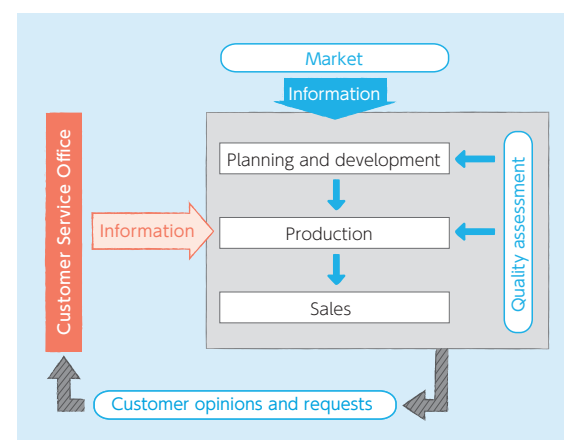 Market
Information
Planning and development
Production
Sales
Quality assessment
Customer Service Office
Information
Customer opinions and requests